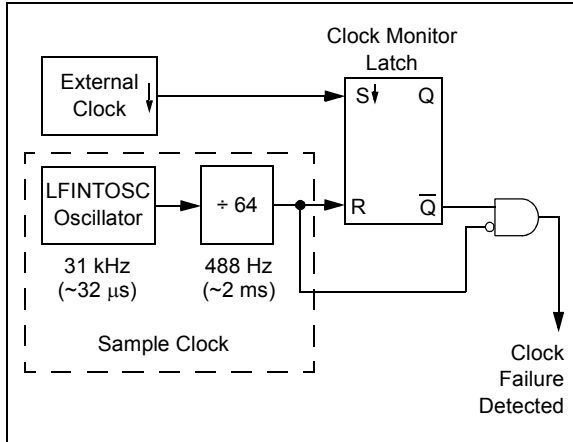 Clock Monitor
Latch
External
Clock
S
Q
LFINTOSC
Oscillator
÷ 64
R
Q̅
31 kHz
(~32 μs)
488 Hz
(~2 ms)
Sample Clock
Clock
Failure
Detected